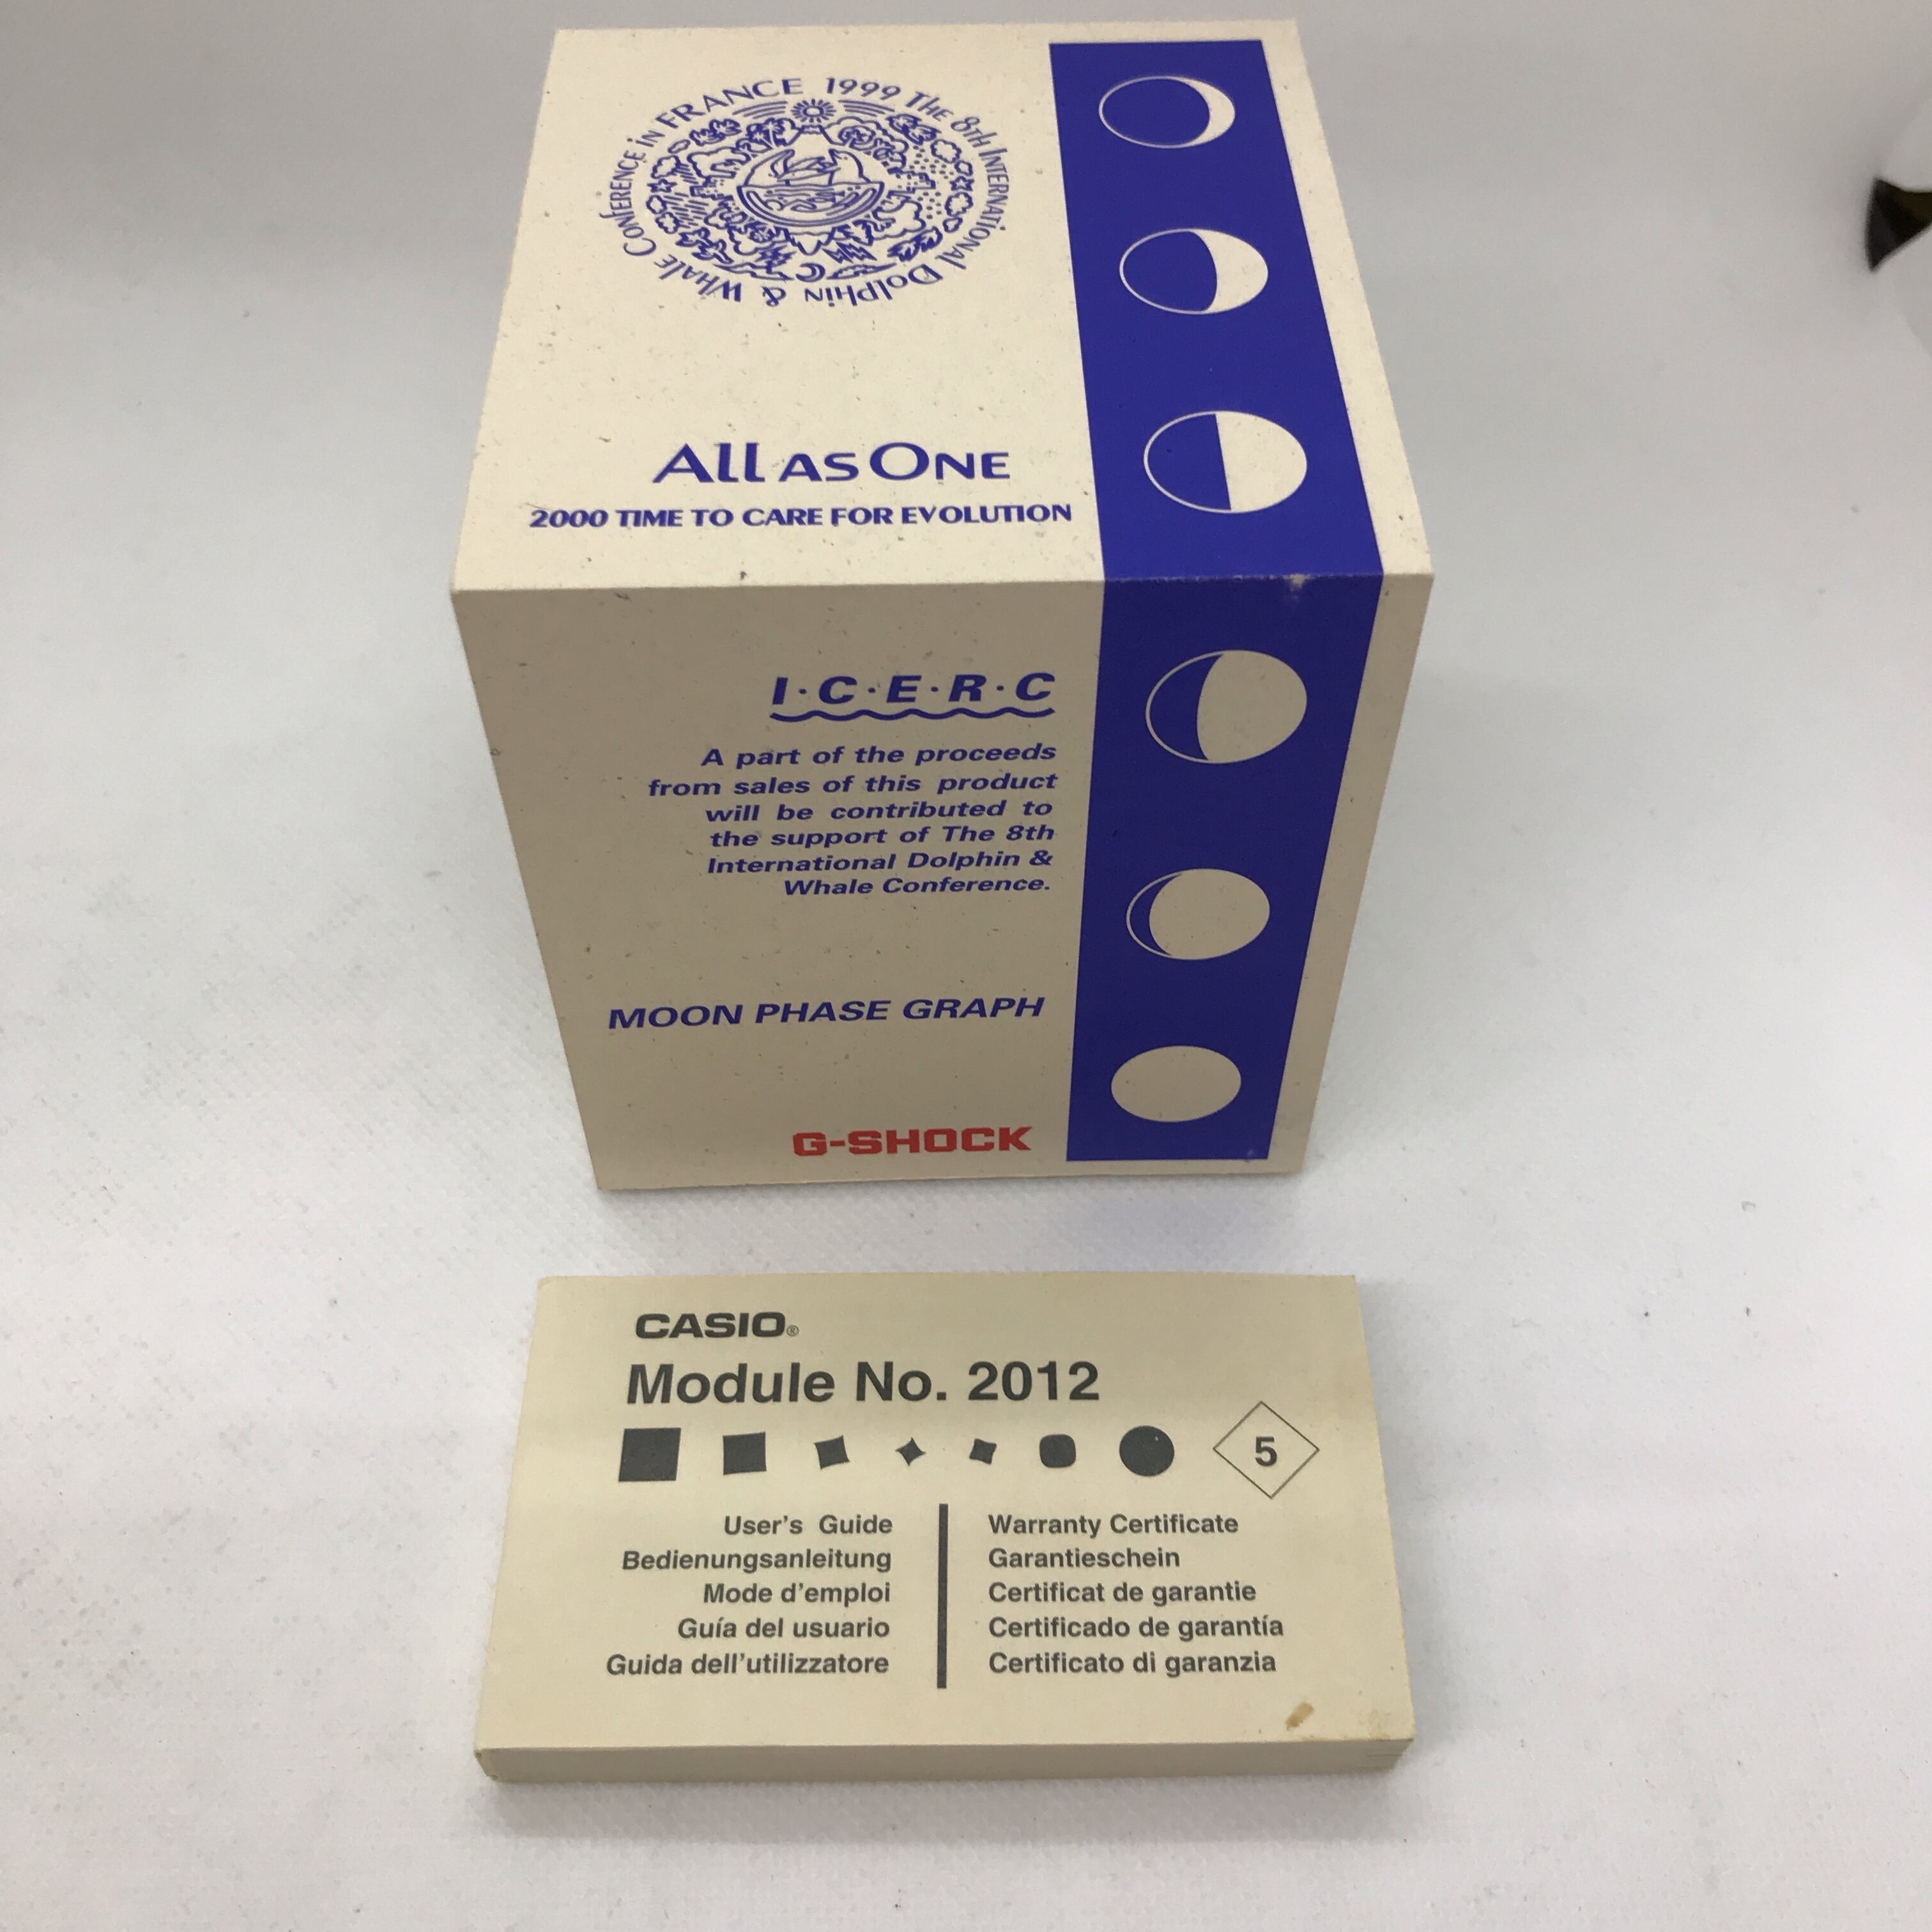 1999 The 8th International Dolphin & Whale Conference in FRANCE
All as One
2000 TIME TO CARE FOR EVOLUTION
I·C·E·R·C
A part of the proceeds
from sales of this product
will be contributed to
the support of The 8th
International Dolphin &
Whale Conference.
MOON PHASE GRAPH
G-SHOCK
CASIO®
Module No. 2012
5
User's Guide
Bedienungsanleitung
Mode d'emploi
Guía del usuario
Guida dell'utilizzatore
Warranty Certificate
Garantieschein
Certificat de garantie
Certificado de garantía
Certificato di garanzia